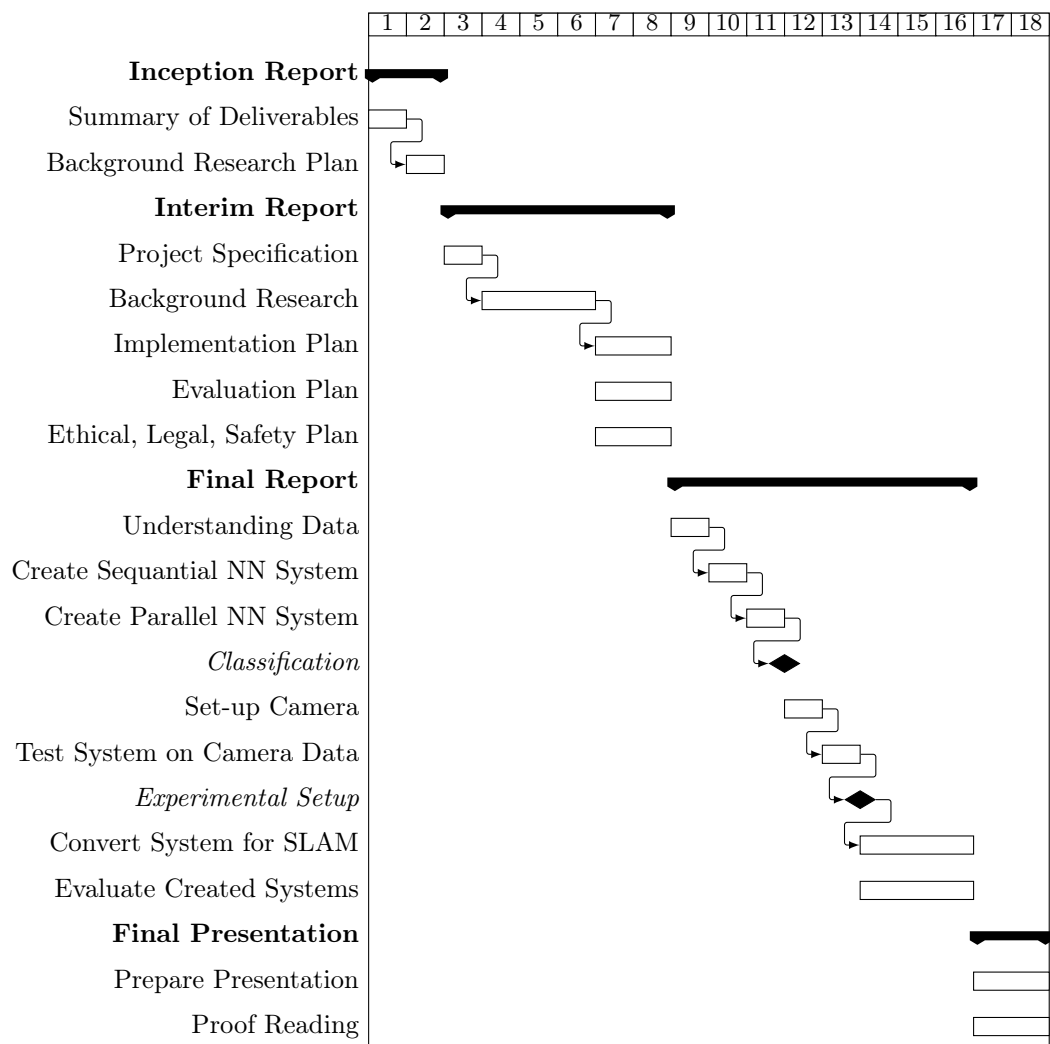 1 2 3 4 5 6 7 8 9 10 11 12 13 14 15 16 17 18
Inception Report
Summary of Deliverables
Background Research Plan
Interim Report
Project Specification
Background Research
Implementation Plan
Evaluation Plan
Ethical, Legal, Safety Plan
Final Report
Understanding Data
Create Sequantial NN System
Create Parallel NN System
Classification
Set-up Camera
Test System on Camera Data
Experimental Setup
Convert System for SLAM
Evaluate Created Systems
Final Presentation
Prepare Presentation
Proof Reading